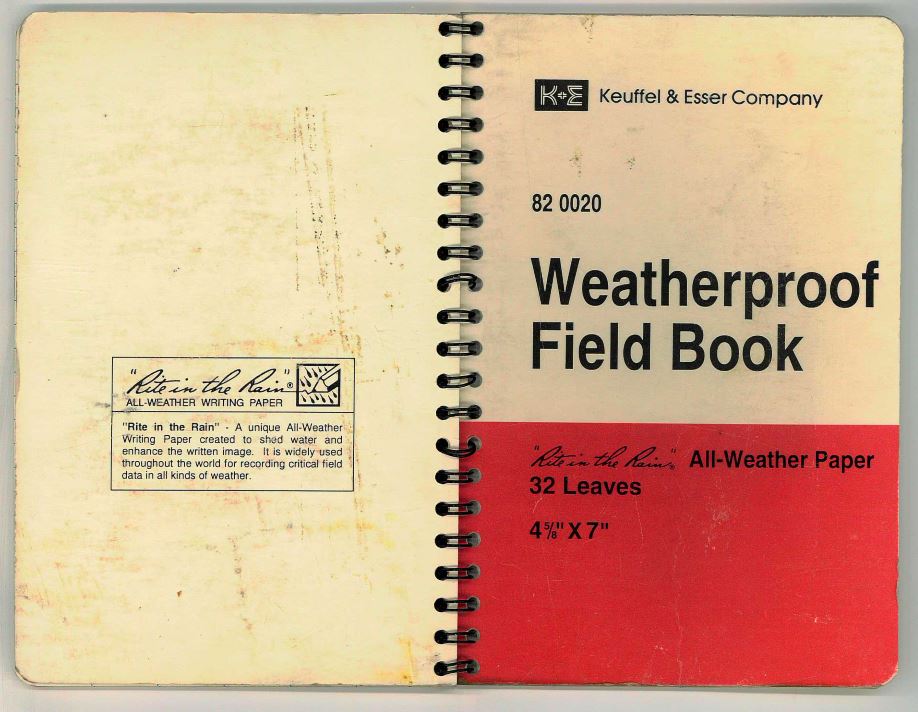 "Rite in the Rain"®
ALL-WEATHER WRITING PAPER
"Rite in the Rain" - A unique All-Weather
Writing Paper created to shed water and
enhance the written image. It is widely used
throughout the world for recording critical field
data in all kinds of weather.
K+E Keuffel & Esser Company
82 0020
Weatherproof
Field Book
"Rite in the Rain"® All-Weather Paper
32 Leaves
4 5/8" X 7"